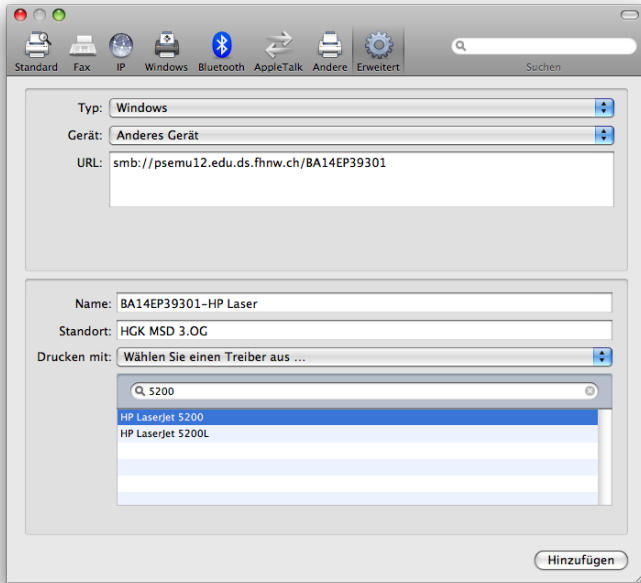 Standard Fax IP Windows Bluetooth AppleTalk Andere Erweitert Suchen
Typ: Windows
Gerät: Anderes Gerät
URL: smb://psemu12.edu.ds.fhnw.ch/BA14EP39301
Name: BA14EP39301-HP Laser
Standort: HGK MSD 3.OG
Drucken mit: Wählen Sie einen Treiber aus ...
5200
HP LaserJet 5200
HP LaserJet 5200L
Hinzufügen